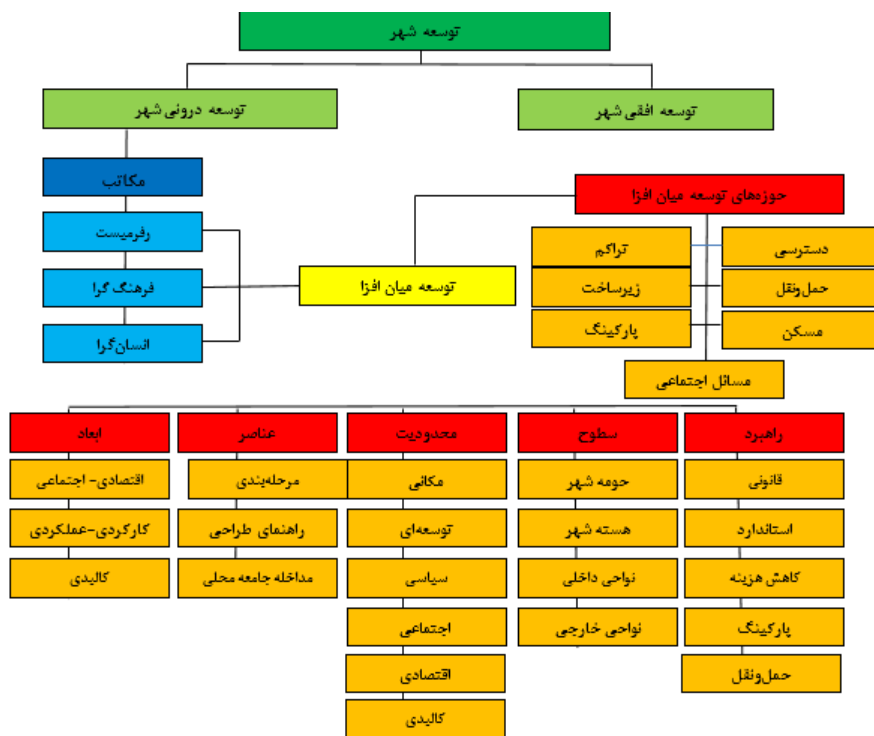 توسعه شهر
توسعه افقی شهر
توسعه درونی شهر
مکاتب
رفرمیست
فرهنگ گرا
انسان‌گرا
توسعه میان افزا
حوزه‌های توسعه میان افزا
دسترسی
تراکم
حمل‌ونقل
زیرساخت
مسکن
پارکینگ
مسائل اجتماعی
راهبرد
قانونی
استاندارد
کاهش هزینه
پارکینگ
حمل‌ونقل
سطوح
حومه شهر
هسته شهر
نواحی داخلی
نواحی خارجی
محدودیت
مکانی
توسعه‌ای
سیاسی
اجتماعی
اقتصادی
کالیدی
عناصر
مرحله‌بندی
راهنمای طراحی
مداخله جامعه محلی
ابعاد
اقتصادی- اجتماعی
کارکردی-عملکردی
کالیدی